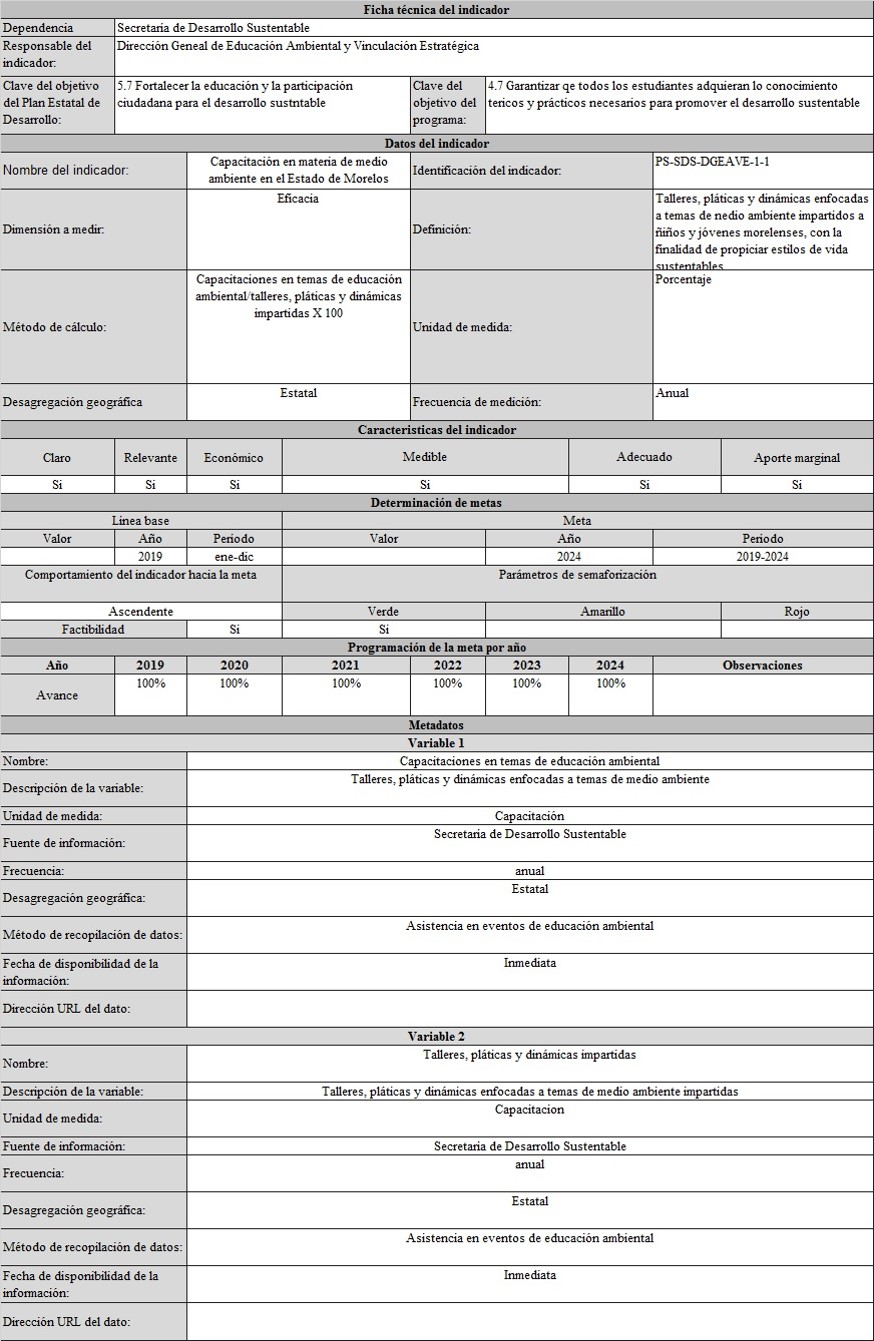 Ficha técnica del indicador
Dependencia Secretaria de Desarrollo Sustentable
Responsable del indicador: Dirección Geneal de Educación Ambiental y Vinculación Estratégica
Clave del objetivo del Plan Estatal de Desarrollo: 5.7 Fortalecer la educación y la participación ciudadana para el desarrollo sustntable Clave del objetivo del programa: 4.7 Garantizar qe todos los estudiantes adquieran lo conocimiento tericos y prácticos necesarios para promover el desarrollo sustentable
Datos del indicador
Nombre del indicador: Capacitación en materia de medio ambiente en el Estado de Morelos Identificación del indicador: PS-SDS-DGEAVE-1-1
Dimensión a medir: Eficacia Definición: Talleres, pláticas y dinámicas enfocadas a temas de nedio ambiente impartidos a ñiños y jóvenes morelenses, con la finalidad de propiciar estilos de vida sustentables
Método de cálculo: Capacitaciones en temas de educación ambiental/talleres, pláticas y dinámicas impartidas X 100 Unidad de medida: Porcentaje
Desagregación geográfica Estatal Frecuencia de medición: Anual
Caracteristicas del indicador
Claro Relevante Económico Medible Adecuado Aporte marginal
Si Si Si Si Si Si
Determinación de metas
Linea base Meta
Valor Año Periodo Valor Año Periodo
2019 ene-dic 2024 2019-2024
Comportamiento del indicador hacia la meta Parámetros de semaforización
Ascendente Verde Amarillo Rojo
Factibilidad Si Si
Programación de la meta por año
Año 2019 2020 2021 2022 2023 2024 Observaciones
Avance 100% 100% 100% 100% 100% 100%
Metadatos
Variable 1
Nombre: Capacitaciones en temas de educación ambiental
Descripción de la variable: Talleres, pláticas y dinámicas enfocadas a temas de medio ambiente
Unidad de medida: Capacitación
Fuente de información: Secretaria de Desarrollo Sustentable
Frecuencia: anual
Desagregación geográfica: Estatal
Método de recopilación de datos: Asistencia en eventos de educación ambiental
Fecha de disponibilidad de la información: Inmediata
Dirección URL del dato:
Variable 2
Nombre: Talleres, pláticas y dinámicas impartidas
Descripción de la variable: Talleres, pláticas y dinámicas enfocadas a temas de medio ambiente impartidas
Unidad de medida: Capacitacion
Fuente de información: Secretaria de Desarrollo Sustentable
Frecuencia: anual
Desagregación geográfica: Estatal
Método de recopilación de datos: Asistencia en eventos de educación ambiental
Fecha de disponibilidad de la información: Inmediata
Dirección URL del dato: